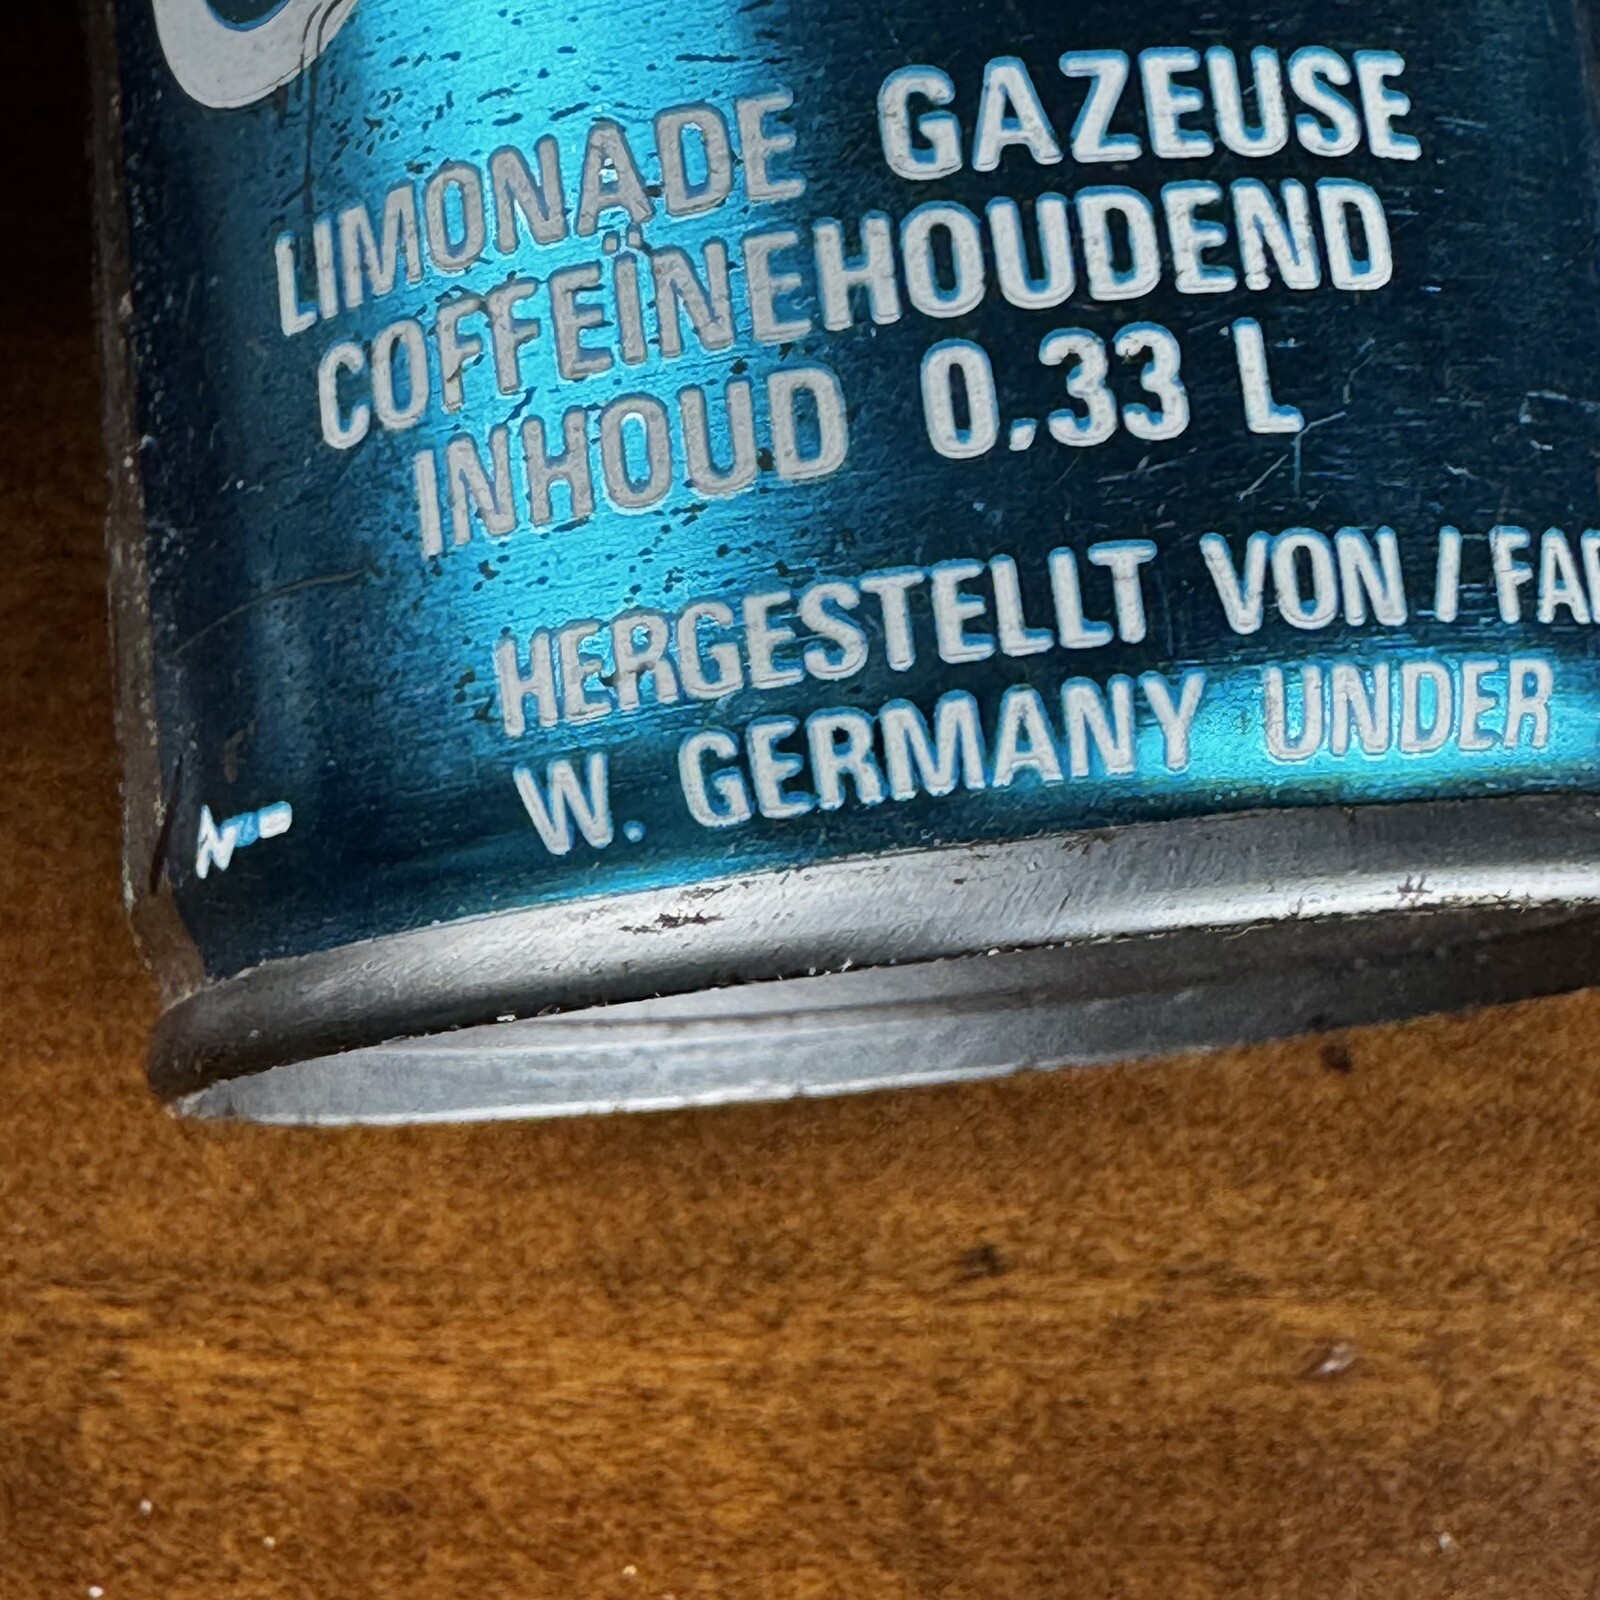 LIMONADE GAZEUSE
COFFEÏNEHOUDEND
INHOUD 0.33 L
HERGESTELLT VON /
W. GERMANY UNDER